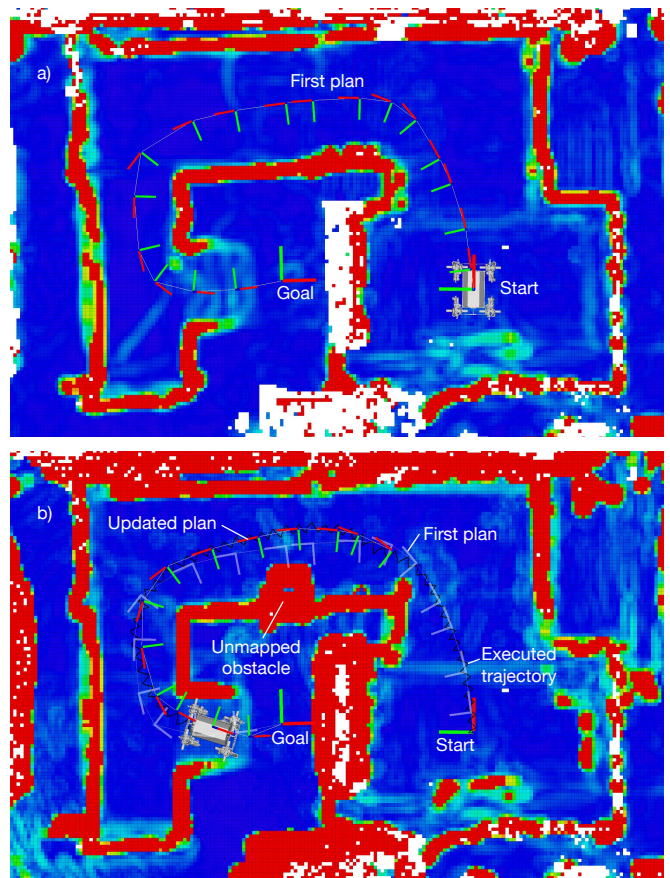 a)
First plan
Goal
Start
b)
Updated plan
First plan
Unmapped
obstacle
Executed
trajectory
Goal
Start